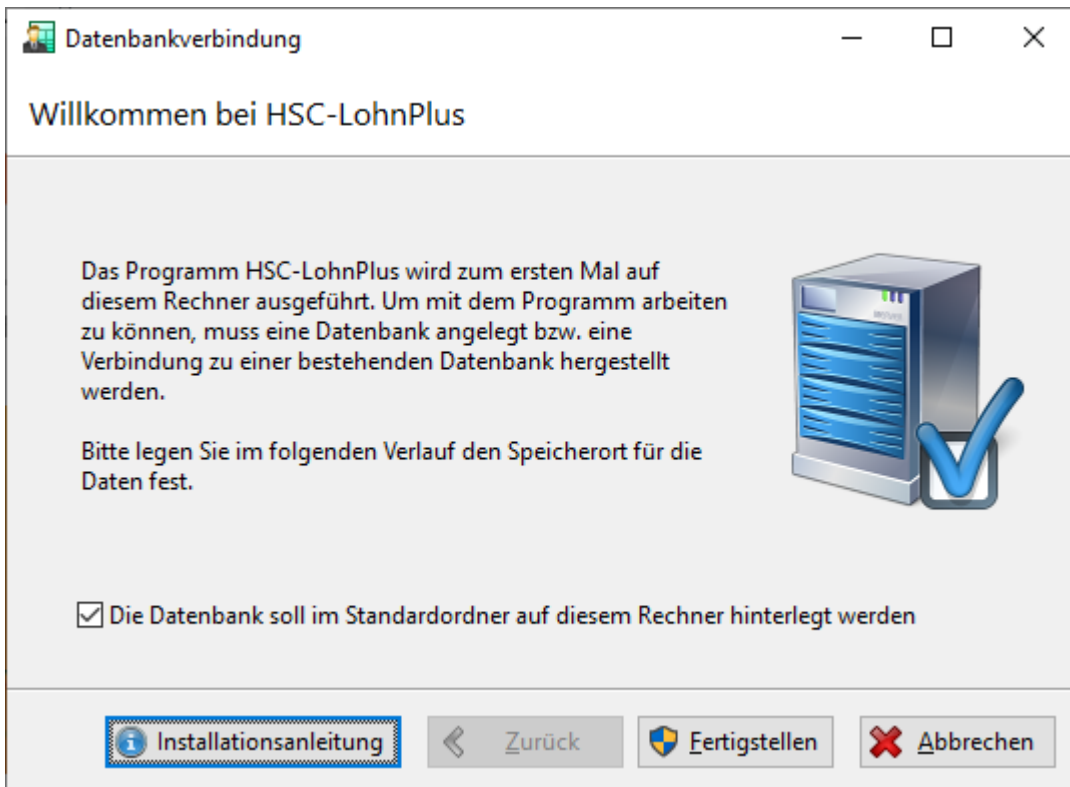 Datenbankverbindung
Willkommen bei HSC-LohnPlus
Das Programm HSC-LohnPlus wird zum ersten Mal auf
diesem Rechner ausgeführt. Um mit dem Programm arbeiten
zu können, muss eine Datenbank angelegt bzw. eine
Verbindung zu einer bestehenden Datenbank hergestellt
werden.
Bitte legen Sie im folgenden Verlauf den Speicherort für die
Daten fest.
Die Datenbank soll im Standardordner auf diesem Rechner hinterlegt werden
Installationsanleitung
Zurück
Fertigstellen
Abbrechen